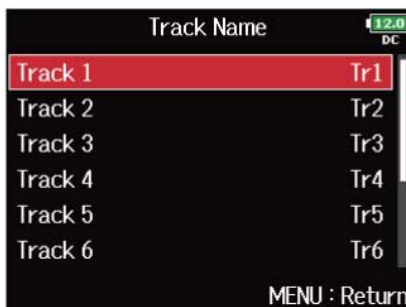 Track Name
12.0
DC
Track 1 Tr1
Track 2 Tr2
Track 3 Tr3
Track 4 Tr4
Track 5 Tr5
Track 6 Tr6
MENU : Return